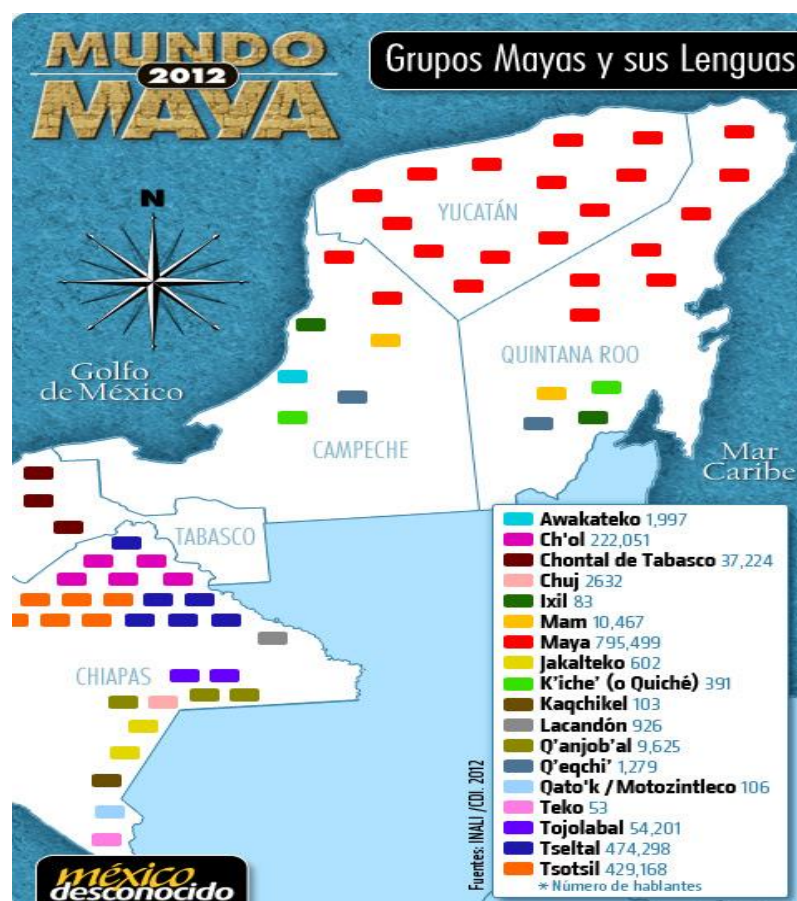 MUNDO
2012
MAYA
Grupos Mayas y sus Lenguas
N
YUCATÁN
Golfo
de México
QUINTANA ROO
CAMPECHE
Mar
Caribe
TABASCO
CHIAPAS
Awakateko 1,997
Ch'ol 222,051
Chontal de Tabasco 37,224
Chuj 2632
Ixil 83
Mam 10,467
Maya 795,499
Jakalteko 602
K'iche' (o Quiché) 391
Kaqchikel 103
Lacandón 926
Q'anjob'al 9,625
Q'eqchi' 1,279
Qato'k / Motozintleco 106
Teko 53
Tojolabal 54,201
Tseltal 474,298
Tsotsil 429,168
* Número de hablantes
Fuentes: INALI /CDI. 2012
méxico
desconocido